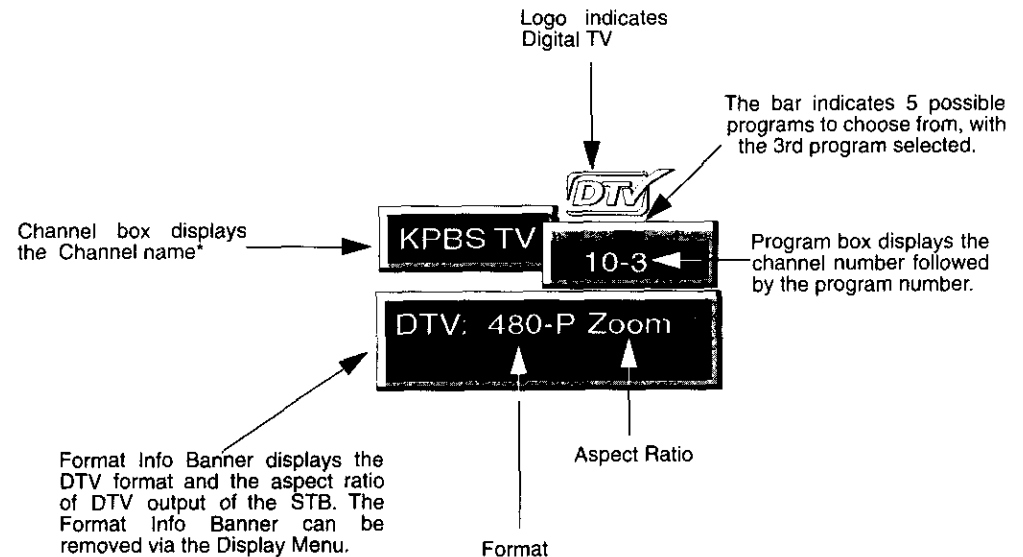 Logo indicates
Digital TV
The bar indicates 5 possible
programs to choose from, with
the 3rd program selected.
DTV
Channel box displays
the Channel name*
KPBS TV
10-3
Program box displays the
channel number followed
by the program number.
DTV: 480-P Zoom
Format Info Banner displays the
DTV format and the aspect ratio
of DTV output of the STB. The
Format Info Banner can be
removed via the Display Menu.
Aspect Ratio
Format